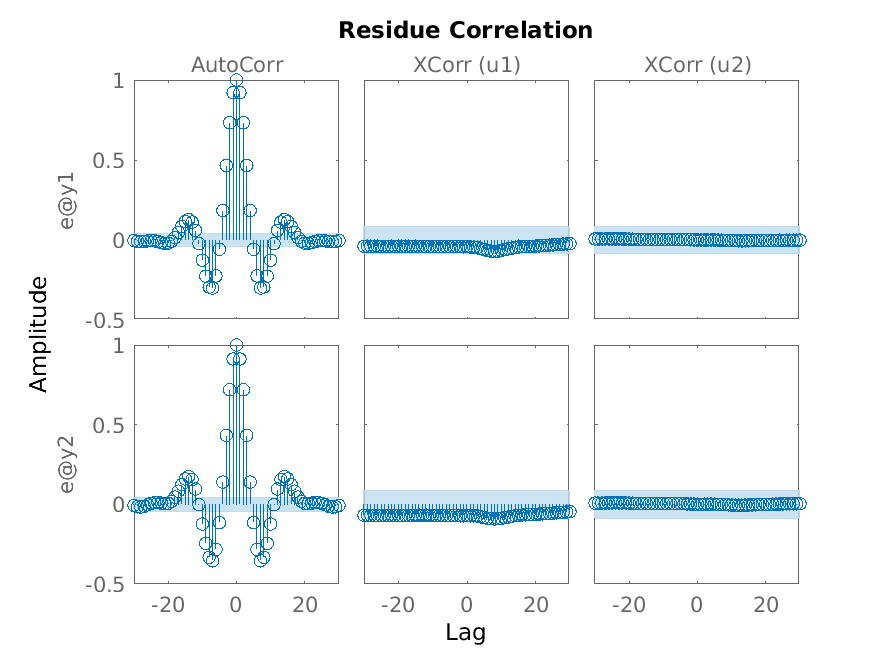 Residue Correlation
AutoCorr XCorr (u1) XCorr (u2)
1
0.5
0
-0.5
e@y1
1
0.5
0
-0.5
e@y2
Amplitude
-20 0 20 -20 0 20 -20 0 20
Lag